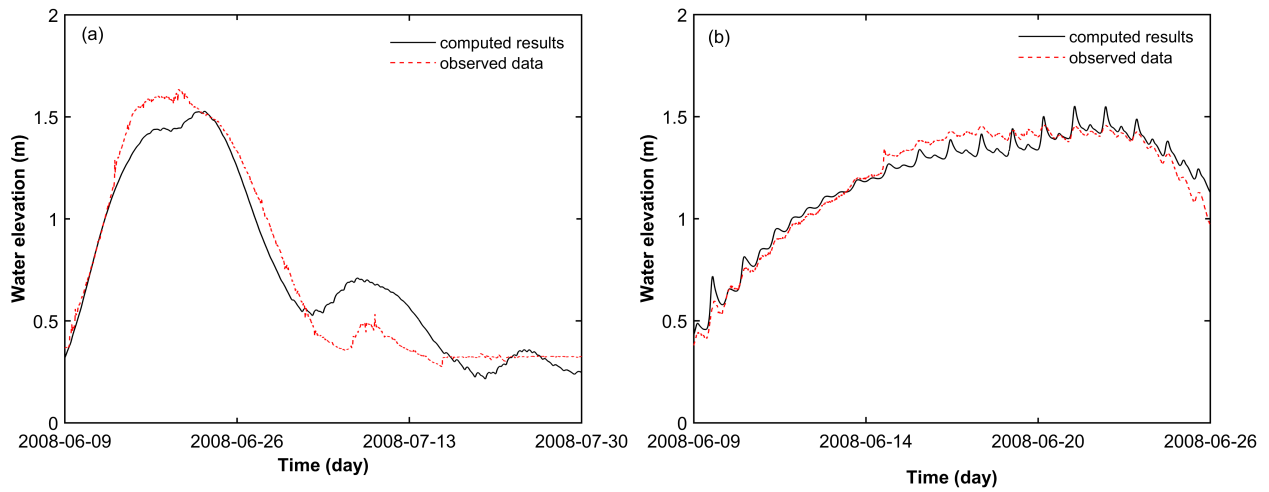 (a)
computed results
observed data
2
1.5
1
0.5
0
Water elevation (m)
2008-06-09
2008-06-26
2008-07-13
2008-07-30
Time (day)
(b)
computed results
observed data
2
1.5
1
0.5
0
Water elevation (m)
2008-06-09
2008-06-14
2008-06-20
2008-06-26
Time (day)